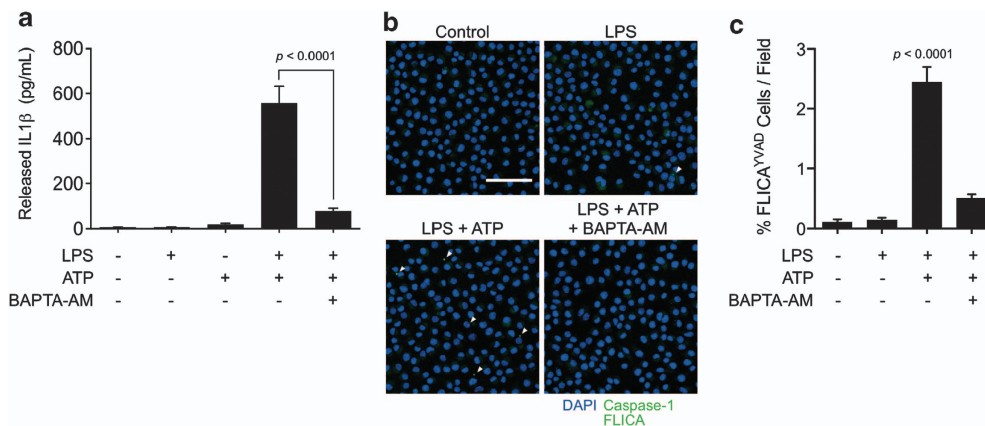 a
800
600
400
200
0
Released IL1β (pg/mL)
p < 0.0001
LPS - + - + +
ATP - - + + +
BAPTA-AM - - - - +
b
Control
LPS
LPS + ATP
LPS + ATP
+ BAPTA-AM
DAPI Caspase-1
FLICA
c
3
2
1
0
% FLICA^YVAD Cells / Field
p < 0.0001
LPS - + + +
ATP - - + +
BAPTA-AM - - - +